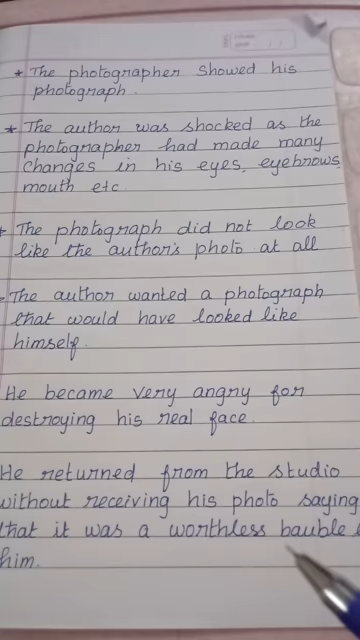 * The photographer showed his
photograph.
* The author was shocked as the
photographer had made many
changes in his eyes, eyebrows,
mouth etc
The photograph did not look
like the author's photo at all
The author wanted a photograph
that would have looked like
himself.
He became very angry for
destroying his real face.
He returned from the studio
without receiving his photo saying
that it was a worthless bauble
him.